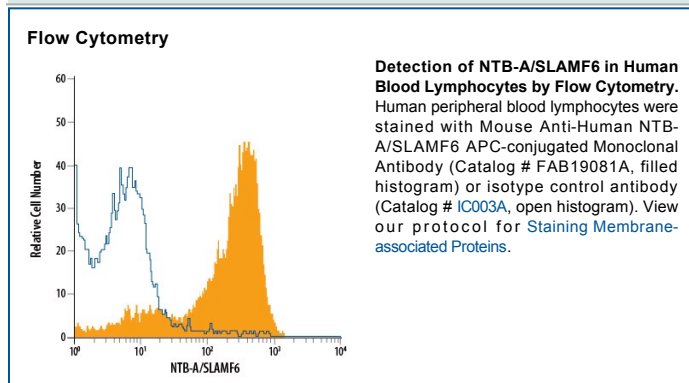 Flow Cytometry
60
50
40
30
20
10
0
Relative Cell Number
10⁰ 10¹ 10² 10³ 10⁴
NTB-A/SLAMF6
Detection of NTB-A/SLAMF6 in Human
Blood Lymphocytes by Flow Cytometry.
Human peripheral blood lymphocytes were
stained with Mouse Anti-Human NTB-
A/SLAMF6 APC-conjugated Monoclonal
Antibody (Catalog # FAB19081A, filled
histogram) or isotype control antibody
(Catalog # IC003A, open histogram). View
our protocol for Staining Membrane-
associated Proteins.